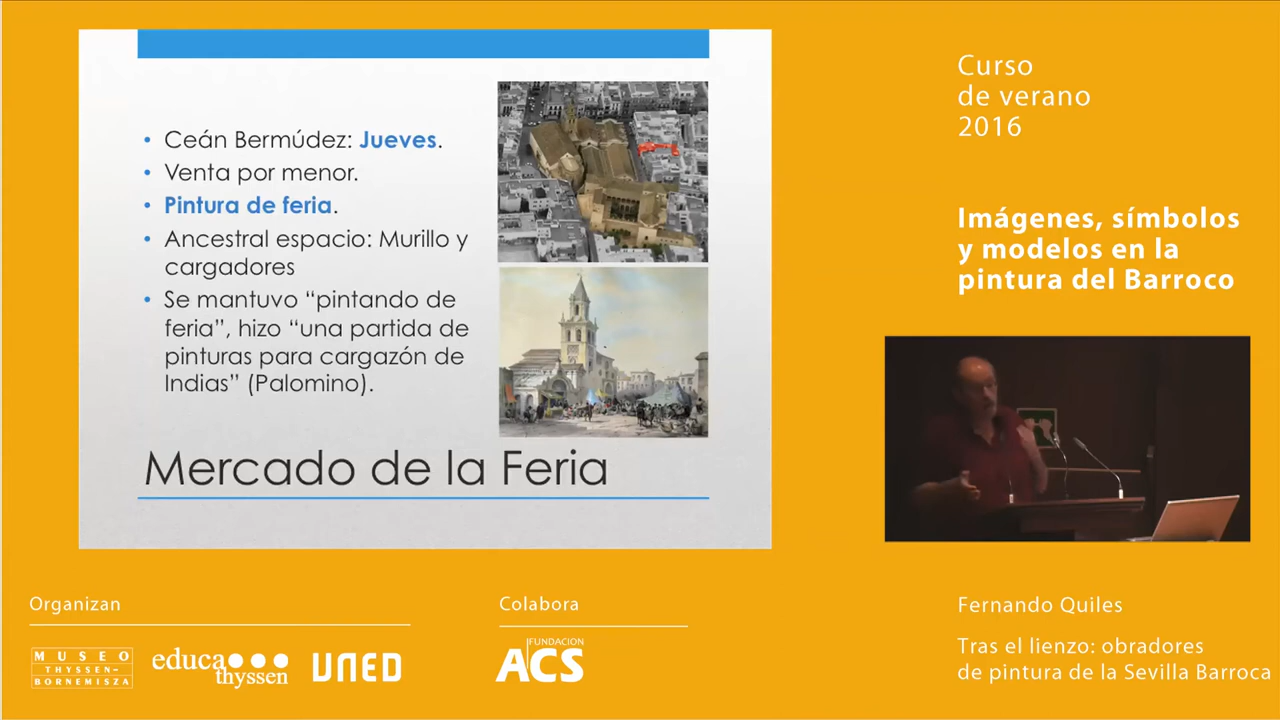 • Ceán Bermúdez: Jueves.
• Venta por menor.
• Pintura de feria.
• Ancestral espacio: Murillo y
cargadores
• Se mantuvo “pintando de
feria”, hizo “una partida de
pinturas para cargazón de
Indias” (Palomino).
Mercado de la Feria
Curso
de verano
2016
Imágenes, símbolos
y modelos en la
pintura del Barroco
Organizan
MUSEO
THYSSEN-
BORNEMISZA
educa
thyssen
UNED
Colabora
FUNDACION
ACS
Fernando Quiles
Tras el lienzo: obradores
de pintura de la Sevilla Barroca